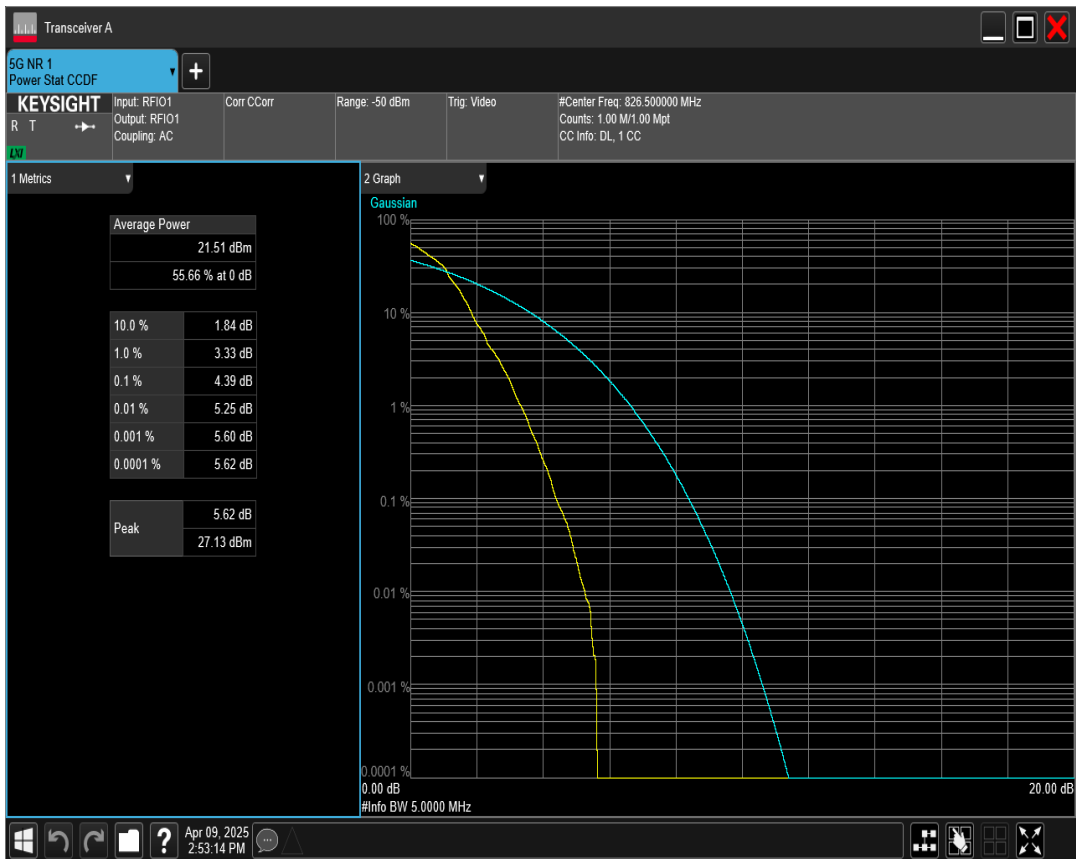 Transceiver A
5G NR 1
Power Stat CCDF
+
KEYSIGHT
R T
LXI
Input: RFIO1
Output: RFIO1
Coupling: AC
Corr CCorr
Range: -50 dBm
Trig: Video
#Center Freq: 826.500000 MHz
Counts: 1.00 M/1.00 Mpt
CC Info: DL, 1 CC
1 Metrics
Average Power
21.51 dBm
55.66 % at 0 dB
10.0 % 1.84 dB
1.0 % 3.33 dB
0.1 % 4.39 dB
0.01 % 5.25 dB
0.001 % 5.60 dB
0.0001 % 5.62 dB
Peak
5.62 dB
27.13 dBm
2 Graph
Gaussian
100 %
10 %
1 %
0.1 %
0.01 %
0.001 %
0.0001 %
0.00 dB 20.00 dB
#Info BW 5.0000 MHz
?
Apr 09, 2025
2:53:14 PM